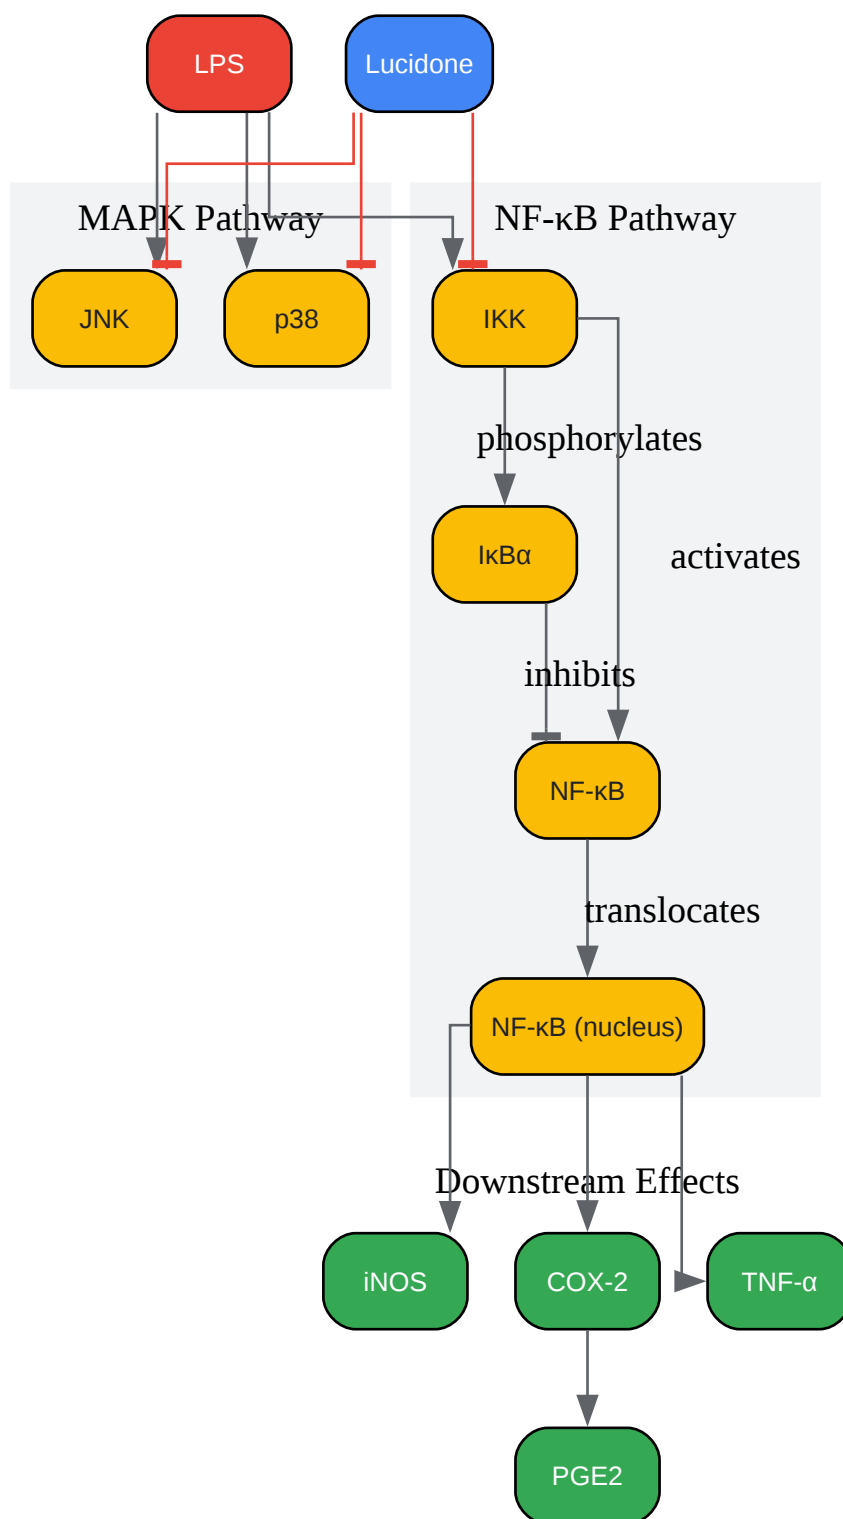 LPS
Lucidone
MAPK Pathway
NF-κB Pathway
JNK
p38
IKK
phosphorylates
IκBα
activates
inhibits
NF-κB
translocates
NF-κB (nucleus)
Downstream Effects
iNOS
COX-2
TNF-α
PGE2